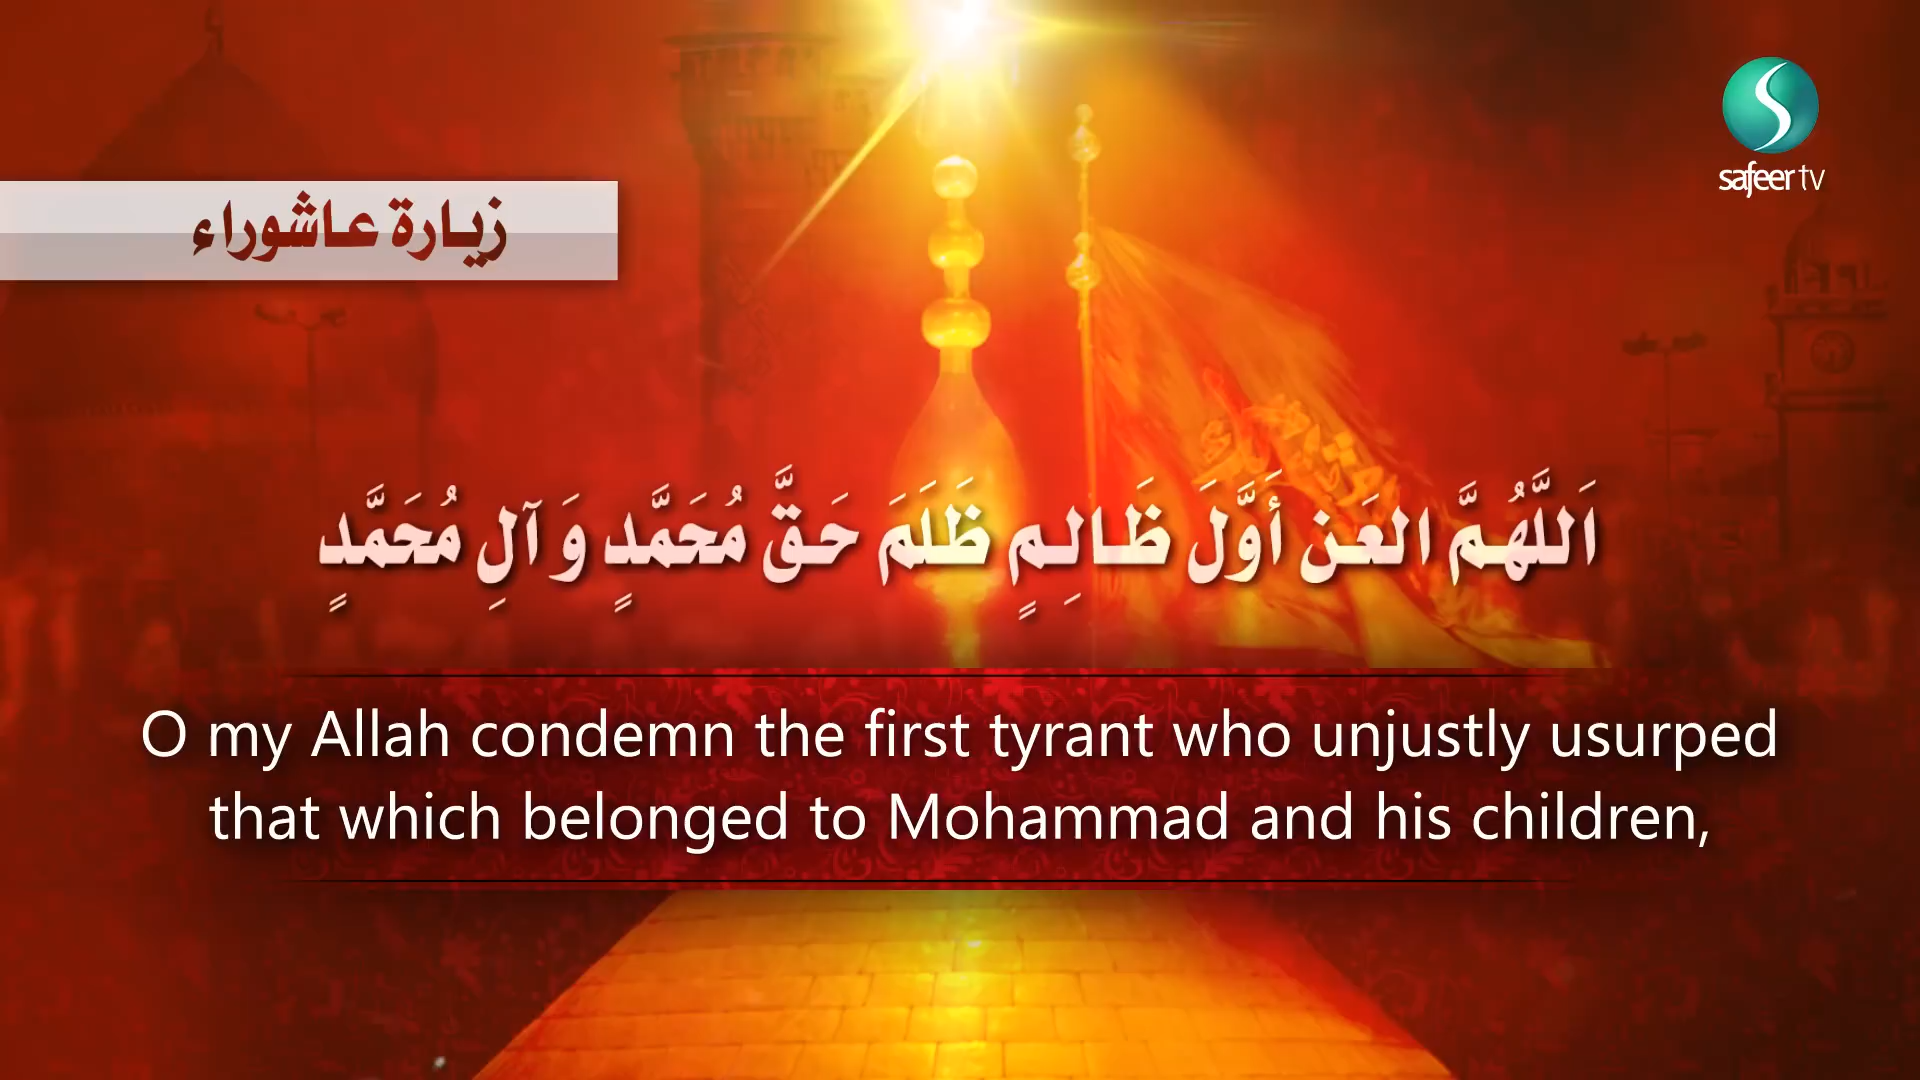 safeer tv
زيارة عاشوراء
اَللَّهُمَّ العَن أَوَّلَ ظَالِمٍ ظَلَمَ حَقَّ مُحَمَّدٍ وَ آلِ مُحَمَّدٍ
O my Allah condemn the first tyrant who unjustly usurped
that which belonged to Mohammad and his children,